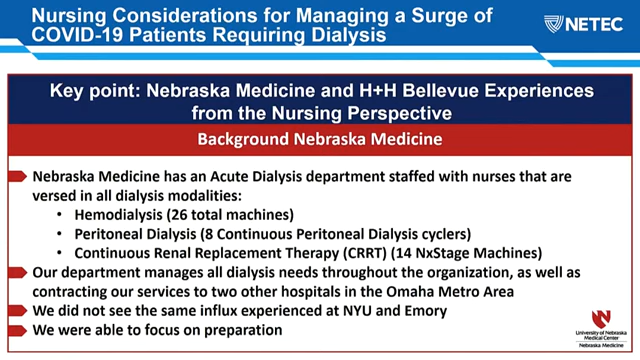 Nursing Considerations for Managing a Surge of
COVID-19 Patients Requiring Dialysis
NETEC
Key point: Nebraska Medicine and H+H Bellevue Experiences
from the Nursing Perspective
Background Nebraska Medicine
Nebraska Medicine has an Acute Dialysis department staffed with nurses that are
versed in all dialysis modalities:
• Hemodialysis (26 total machines)
• Peritoneal Dialysis (8 Continuous Peritoneal Dialysis cyclers)
• Continuous Renal Replacement Therapy (CRRT) (14 NxStage Machines)
Our department manages all dialysis needs throughout the organization, as well as
contracting our services to two other hospitals in the Omaha Metro Area
We did not see the same influx experienced at NYU and Emory
We were able to focus on preparation
University of Nebraska
Medical Center
Nebraska Medicine